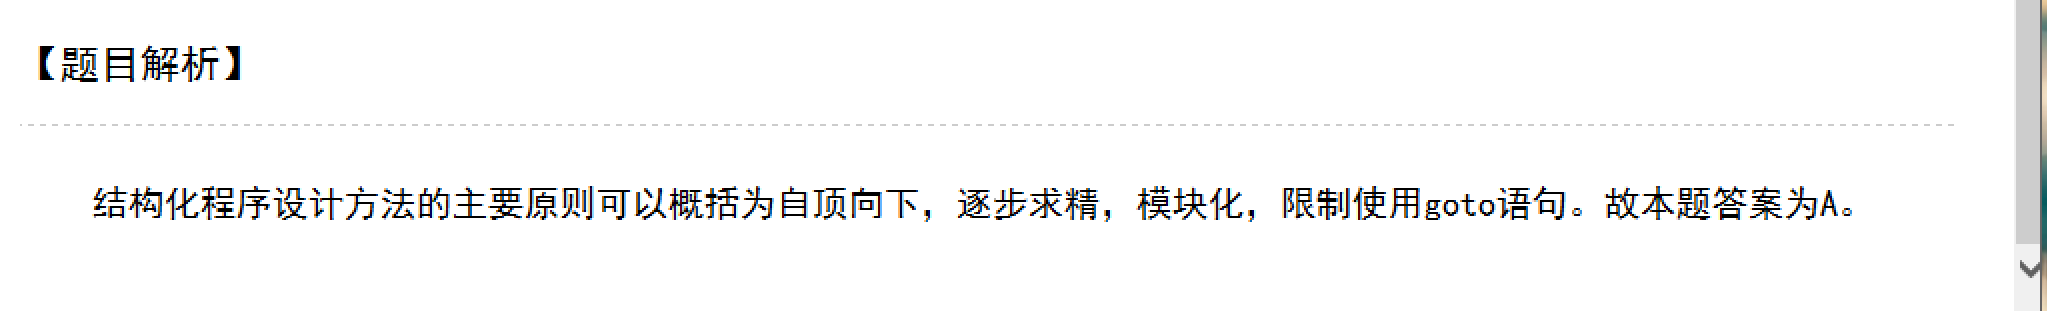 【题目解析】
结构化程序设计方法的主要原则可以概括为自顶向下，逐步求精，模块化，限制使用goto语句。故本题答案为A。